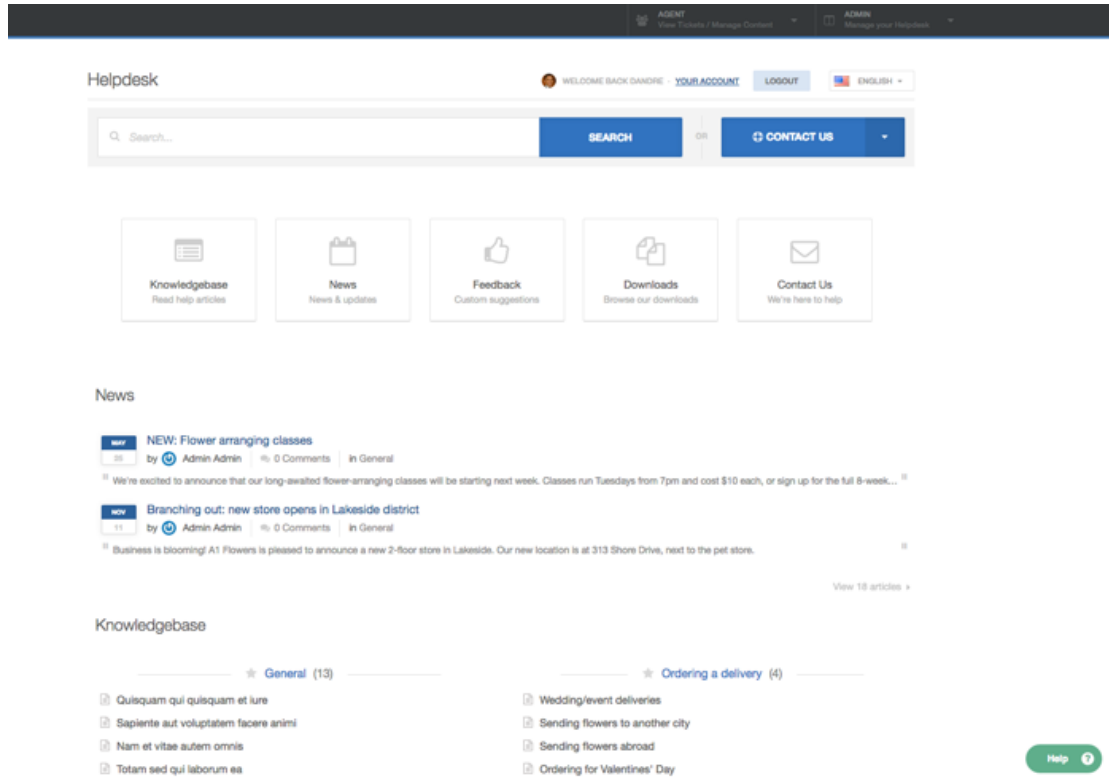 AGENT
View Tickets / Manage Content
ADMIN
Manage your Helpdesk
Helpdesk
WELCOME BACK DANDRE - YOUR ACCOUNT
LOGOUT
ENGLISH
Search...
SEARCH
OR
CONTACT US
Knowledgebase
Read help articles
News
News & updates
Feedback
Custom suggestions
Downloads
Browse our downloads
Contact Us
We're here to help
News
MAY
05
NEW: Flower arranging classes
by Admin Admin 0 Comments in General
" We're excited to announce that our long-awaited flower-arranging classes will be starting next week. Classes run Tuesdays from 7pm and cost $10 each, or sign up for the full 8-week... "
NOV
11
Branching out: new store opens in Lakeside district
by Admin Admin 0 Comments in General
" Business is blooming! A1 Flowers is pleased to announce a new 2-floor store in Lakeside. Our new location is at 313 Shore Drive, next to the pet store. "
View 18 articles
Knowledgebase
General (13)
Quisquam qui quisquam et iure
Sapiente aut voluptatem facere animi
Nam et vitae autem omnis
Totam sed qui laborum ea
Ordering a delivery (4)
Wedding/event deliveries
Sending flowers to another city
Sending flowers abroad
Ordering for Valentines' Day
Help ?